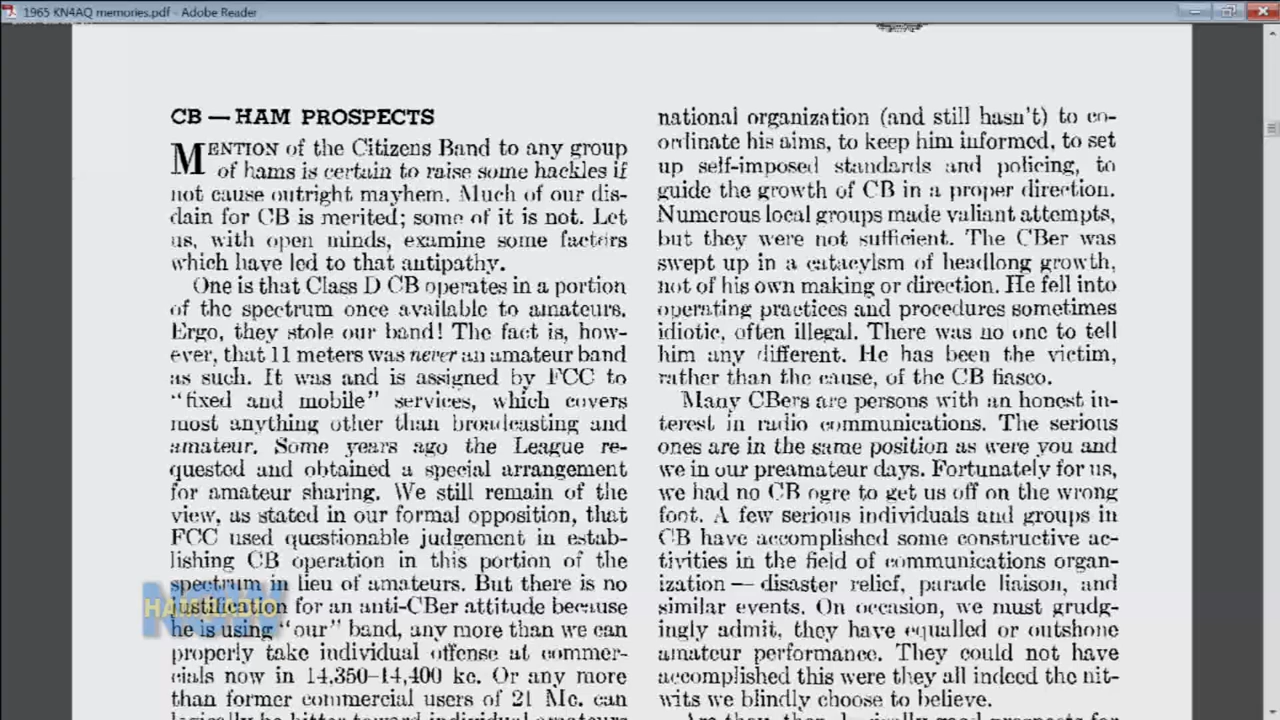 1965 KN4AQ memories.pdf - Adobe Reader
CB — HAM PROSPECTS
MENTION of the Citizens Band to any group
of hams is certain to raise some hackles if
not cause outright mayhem. Much of our dis-
dain for CB is merited; some of it is not. Let
us, with open minds, examine some factors
which have led to that antipathy.
One is that Class D CB operates in a portion
of the spectrum once available to amateurs.
Ergo, they stole our band! The fact is, how-
ever, that 11 meters was never an amateur band
as such. It was and is assigned by FCC to
“fixed and mobile” services, which covers
most anything other than broadcasting and
amateur. Some years ago the League re-
quested and obtained a special arrangement
for amateur sharing. We still remain of the
view, as stated in our formal opposition, that
FCC used questionable judgement in estab-
lishing CB operation in this portion of the
spectrum in lieu of amateurs. But there is no
justification for an anti-CBer attitude because
he is using “our” band, any more than we can
properly take individual offense at commer-
cials now in 14,350–14,400 kc. Or any more
than former commercial users of 21 Mc. can
logically be bitter toward individual amateurs
national organization (and still hasn't) to co-
ordinate his aims, to keep him informed, to set
up self-imposed standards and policing, to
guide the growth of CB in a proper direction.
Numerous local groups made valiant attempts,
but they were not sufficient. The CBer was
swept up in a cataclysm of headlong growth,
not of his own making or direction. He fell into
operating practices and procedures sometimes
idiotic, often illegal. There was no one to tell
him any different. He has been the victim,
rather than the cause, of the CB fiasco.
Many CBers are persons with an honest in-
terest in radio communications. The serious
ones are in the same position as were you and
we in our preamateur days. Fortunately for us,
we had no CB ogre to get us off on the wrong
foot. A few serious individuals and groups in
CB have accomplished some constructive ac-
tivities in the field of communications organ-
ization — disaster relief, parade liaison, and
similar events. On occasion, we must grudg-
ingly admit, they have equalled or outshone
amateur performance. They could not have
accomplished this were they all indeed the nit-
wits we blindly choose to believe.
Are they, then, logically good prospects for